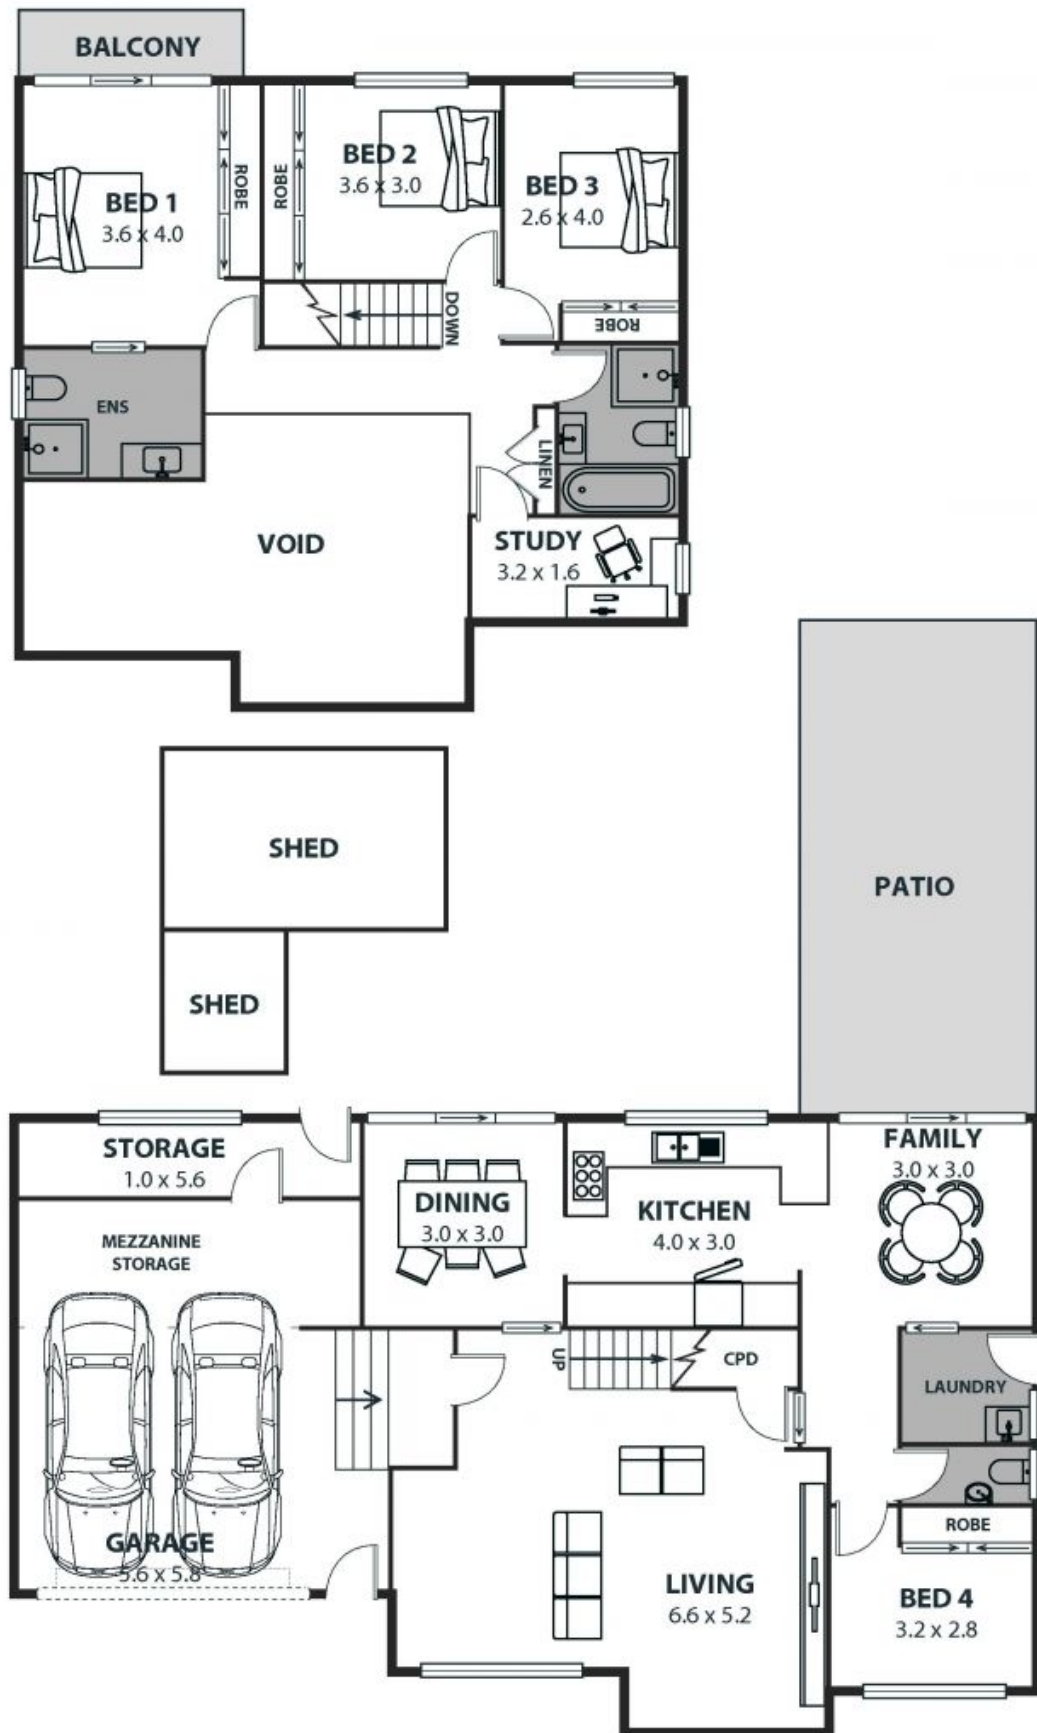 BALCONY
BED 1
3.6 x 4.0
ROBE
ROBE
BED 2
3.6 x 3.0
BED 3
2.6 x 4.0
ROBE
DOWN
ENS
LINEN
VOID
STUDY
3.2 x 1.6
SHED
SHED
PATIO
STORAGE
1.0 x 5.6
MEZZANINE
STORAGE
DINING
3.0 x 3.0
KITCHEN
4.0 x 3.0
FAMILY
3.0 x 3.0
UP
CPD
LAUNDRY
ROBE
GARAGE
5.6 x 5.8
LIVING
6.6 x 5.2
BED 4
3.2 x 2.8